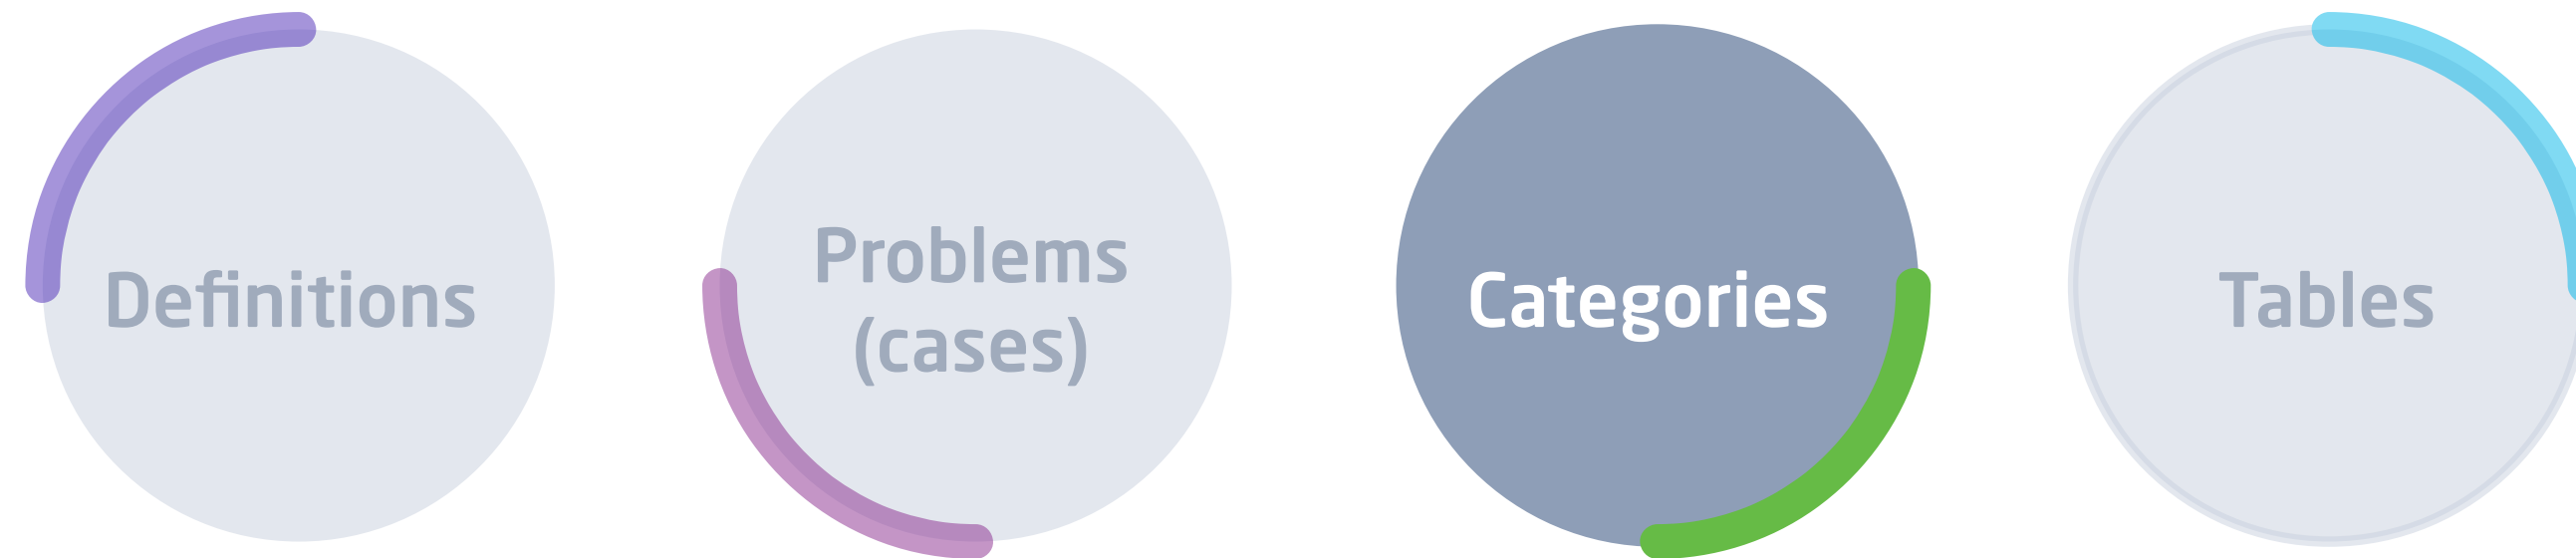 Definitions
Problems
(cases)
Categories
Tables